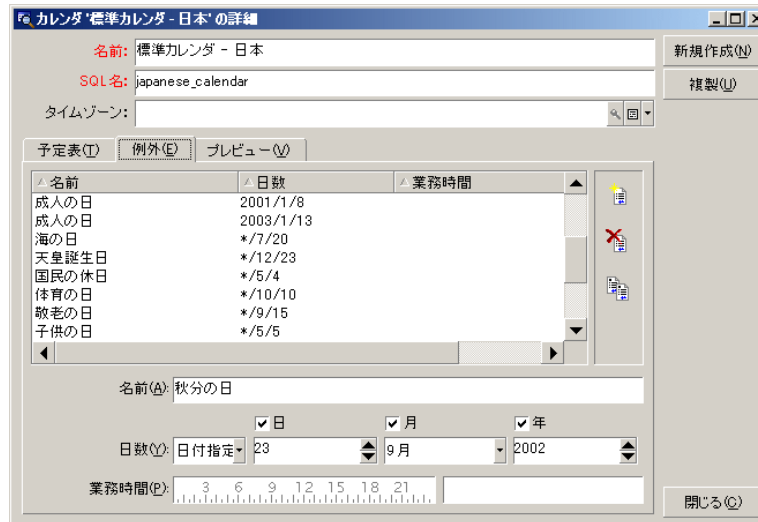 カレンダ '標準カレンダ - 日本' の詳細
名前: 標準カレンダ - 日本
新規作成(N)
SQL名: japanese_calendar
複製(U)
タイムゾーン:
予定表(T) 例外(E) プレビュー(V)
名前 日数 業務時間
成人の日 2001/1/8
成人の日 2003/1/13
海の日 */7/20
天皇誕生日 */12/23
国民の休日 */5/4
体育の日 */10/10
敬老の日 */9/15
子供の日 */5/5
名前(A): 秋分の日
日 月 年
日数(Y): 日付指定 23 9月 2002
業務時間(P): 3 6 9 12 15 18 21
閉じる(C)